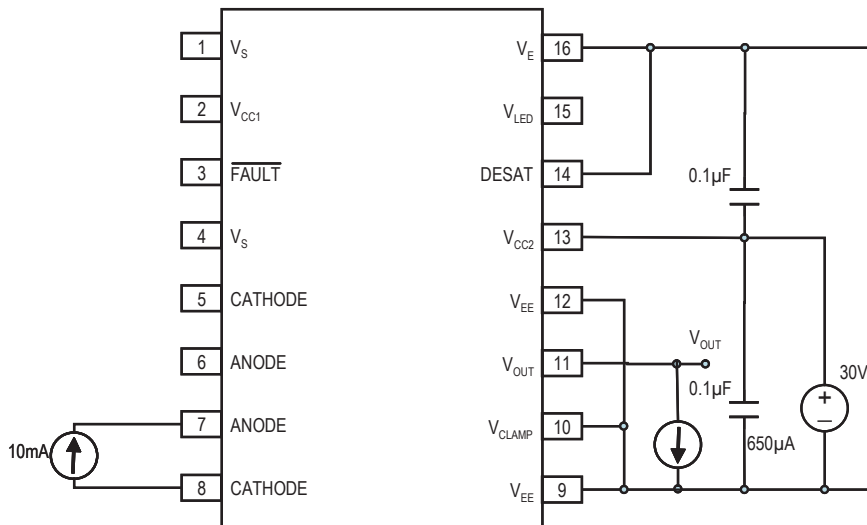 1 V_S
2 V_CC1
3 FAULT
4 V_S
5 CATHODE
6 ANODE
7 ANODE
8 CATHODE
10mA
V_E 16
V_LED 15
DESAT 14
V_CC2 13
V_EE 12
V_OUT 11
V_CLAMP 10
V_EE 9
0.1µF
V_OUT
0.1µF
30V
+
—
650µA